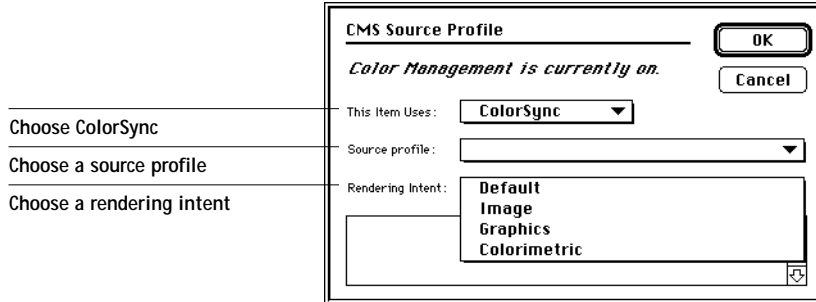 CMS Source Profile
OK
Color Management is currently on.
Cancel
This Item Uses: ColorSync
Choose ColorSync
Source profile:
Choose a source profile
Rendering Intent: Default
Choose a rendering intent
Image
Graphics
Colorimetric